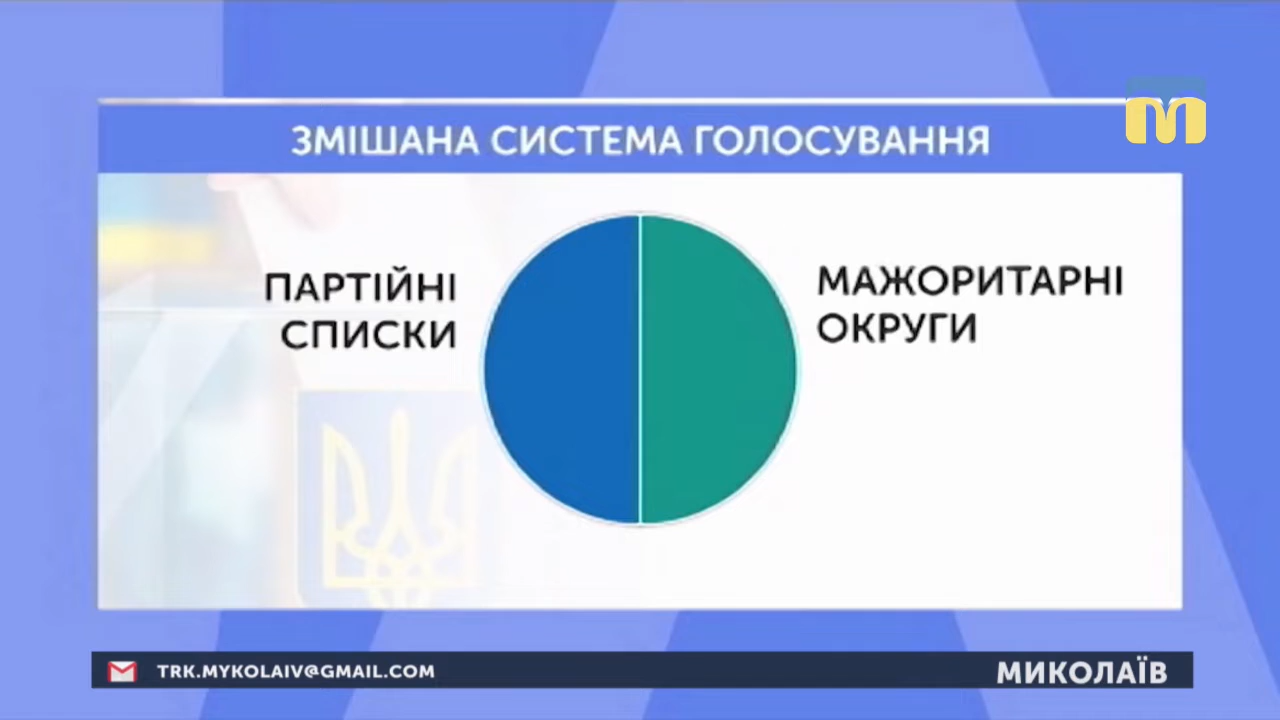 ЗМІШАНА СИСТЕМА ГОЛОСУВАННЯ
ПАРТІЙНІ
СПИСКИ
МАЖОРИТАРНІ
ОКРУГИ
TRK.MYKOLAIV@GMAIL.COM
МИКОЛАЇВ